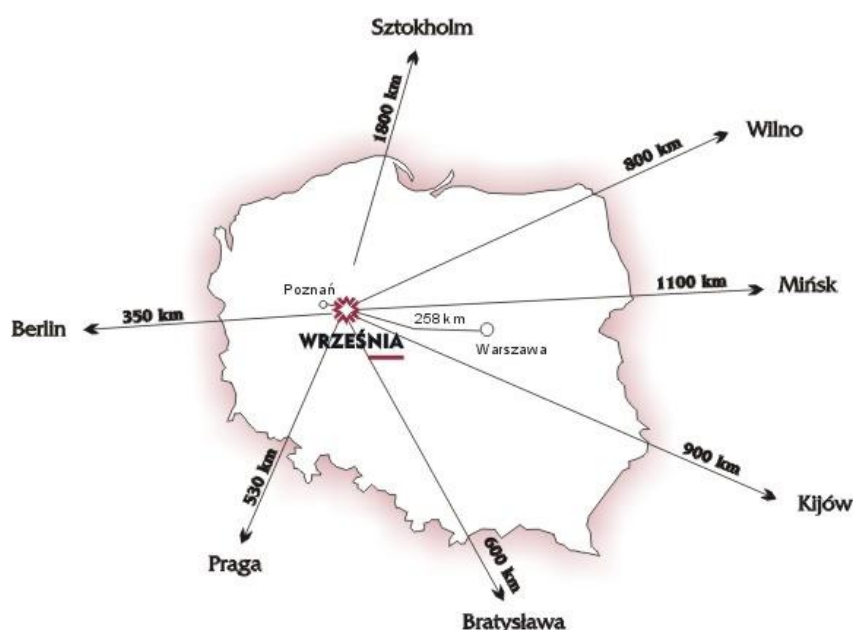 Sztokholm
1800 km
Wilno
800 km
Poznań
1100 km
Mińsk
350 km
Berlin
258 km
WRZEŚNIA
Warszawa
900 km
530 km
Kijów
600 km
Praga
Bratysława